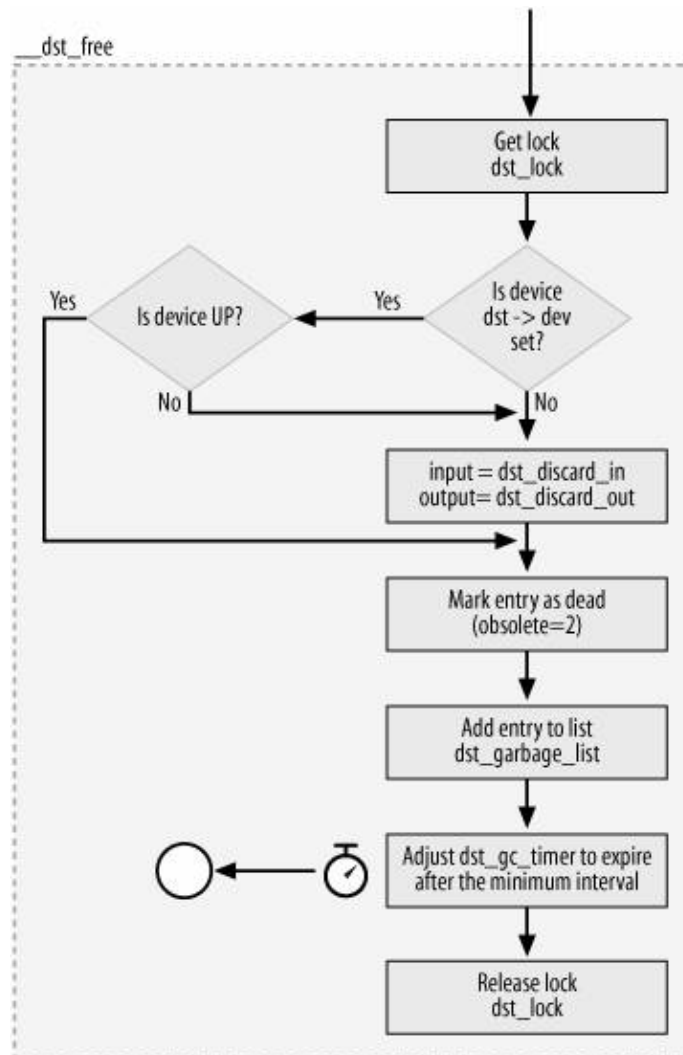 __dst_free
Get lock
dst_lock
Is device
dst -> dev
set?
Yes
Is device UP?
Yes
No
No
input = dst_discard_in
output= dst_discard_out
Mark entry as dead
(obsolete=2)
Add entry to list
dst_garbage_list
Adjust dst_gc_timer to expire
after the minimum interval
Release lock
dst_lock